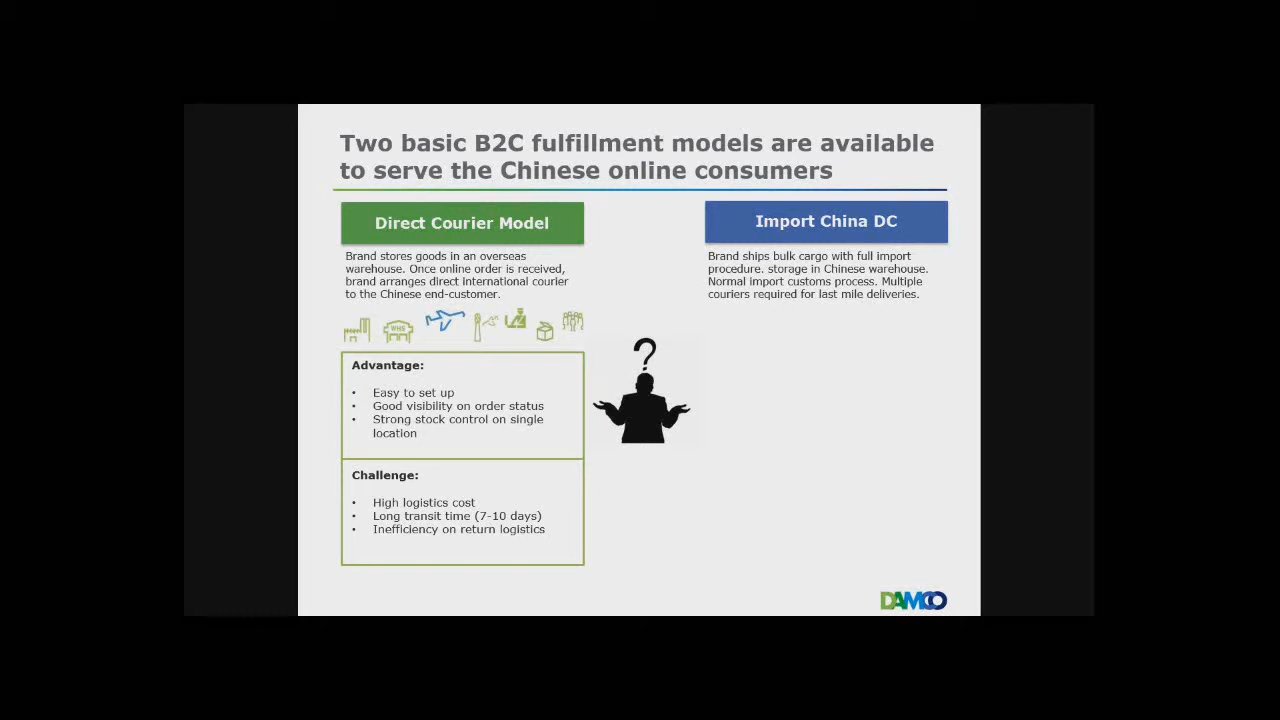 Two basic B2C fulfillment models are available
to serve the Chinese online consumers
Direct Courier Model
Brand stores goods in an overseas
warehouse. Once online order is received,
brand arranges direct international courier
to the Chinese end-customer.
WHS
Advantage:
• Easy to set up
• Good visibility on order status
• Strong stock control on single
location
Challenge:
• High logistics cost
• Long transit time (7-10 days)
• Inefficiency on return logistics
?
Import China DC
Brand ships bulk cargo with full import
procedure. storage in Chinese warehouse.
Normal import customs process. Multiple
couriers required for last mile deliveries.
DAMCO